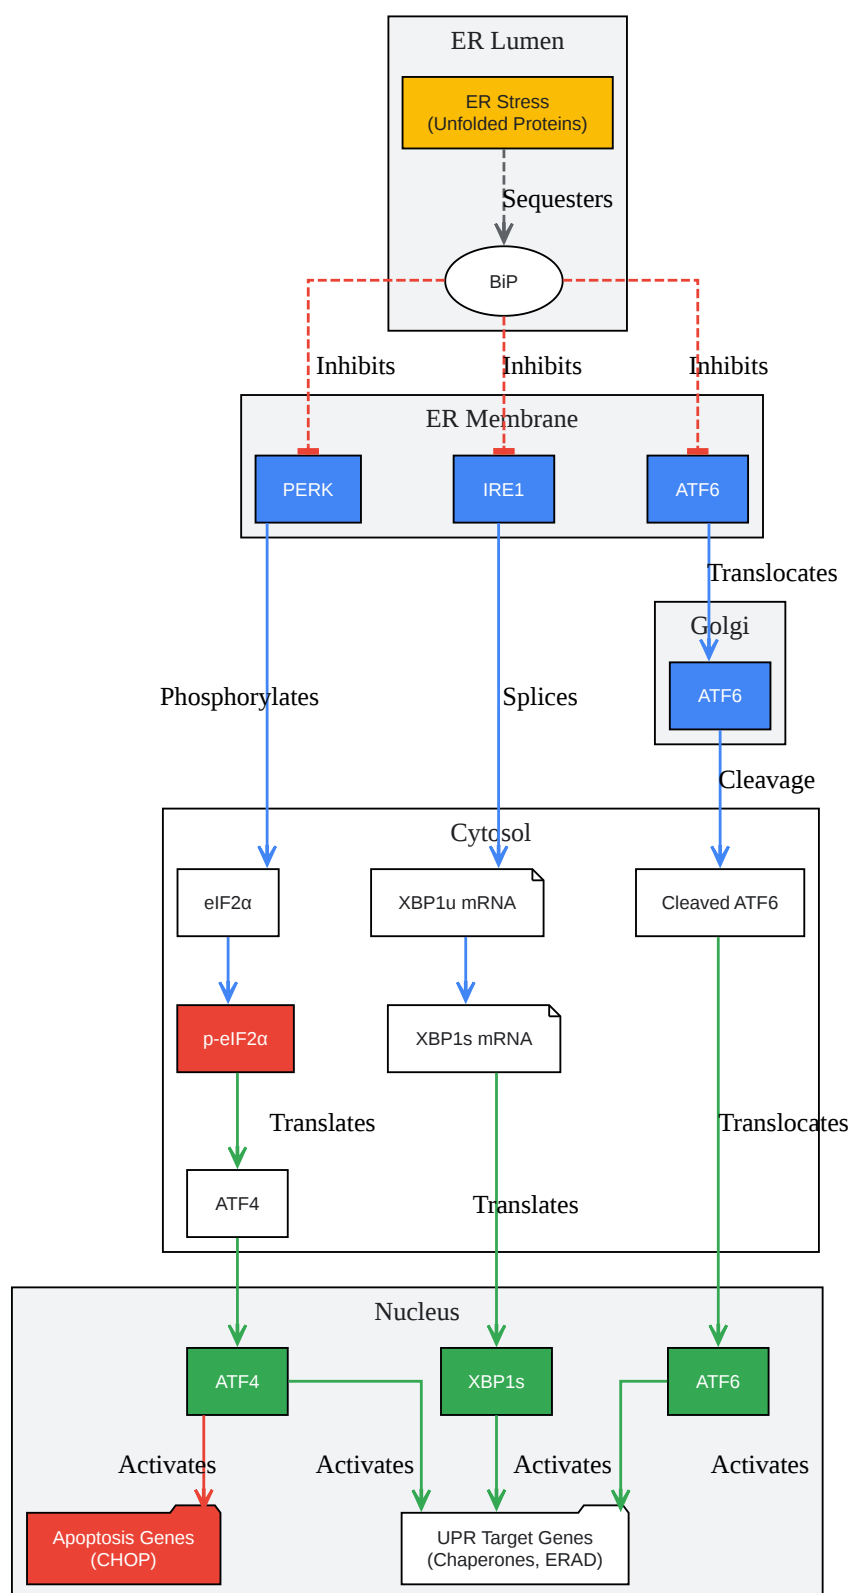 ER Lumen
ER Stress
(Unfolded Proteins)
Sequesters
BiP
Inhibits
Inhibits
Inhibits
ER Membrane
PERK
IRE1
ATF6
Translocates
Golgi
ATF6
Phosphorylates
Splices
Cleavage
Cytosol
eIF2α
XBP1u mRNA
Cleaved ATF6
p-eIF2α
XBP1s mRNA
Translates
Translocates
ATF4
Translates
Nucleus
ATF4
XBP1s
ATF6
Activates
Activates
Activates
Activates
Apoptosis Genes
(CHOP)
UPR Target Genes
(Chaperones, ERAD)